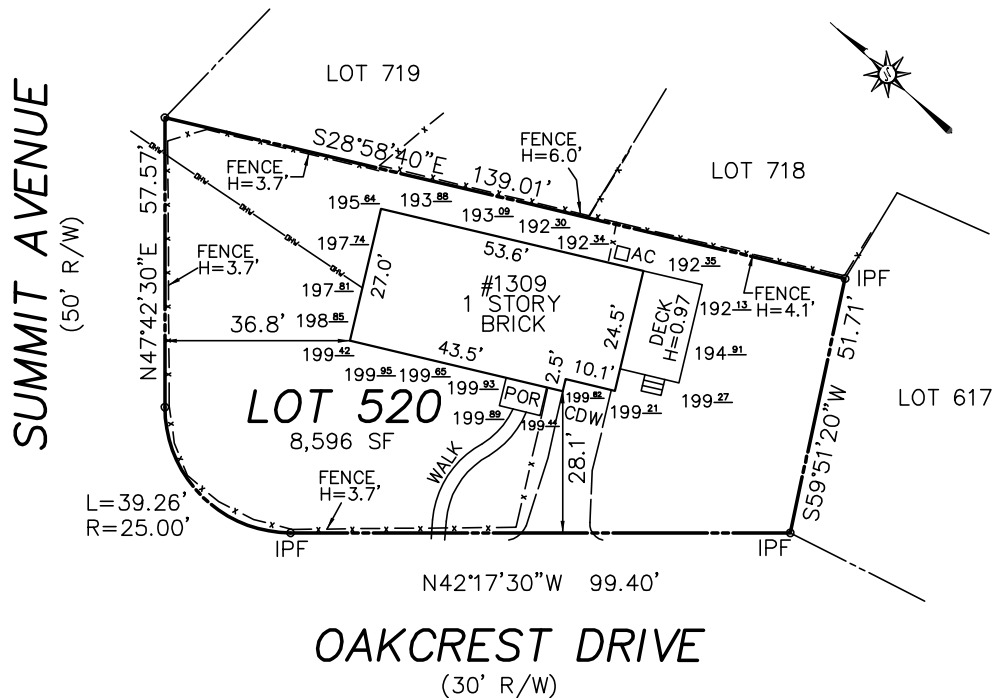 LOT 719
SUMMIT AVENUE
(50' R/W)
S28°58'40"E
139.01'
FENCE
H=6.0'
LOT 718
57.57'
N47°42'30"E
OHV
OHV
OHV
FENCE
H=3.7'
195.64
193.88
193.09
192.30
192.34
AC
192.35
IPF
FENCE
H=4.1'
197.74
FENCE
H=3.7'
53.6'
27.0'
#1309
1 STORY
BRICK
24.5'
DECK
H=0.97
192.13
197.81
36.8'
198.85
199.42
43.5'
2.5'
10.1'
194.91
51.71'
S59°51'20"W
LOT 617
199.95
199.65
199.93
POR
199.82
CDW
199.21
199.27
LOT 520
8,596 SF
199.89
199.44
28.1'
WALK
FENCE
H=3.7'
L=39.26'
R=25.00'
IPF
IPF
N42°17'30"W 99.40'
OAKCREST DRIVE
(30' R/W)